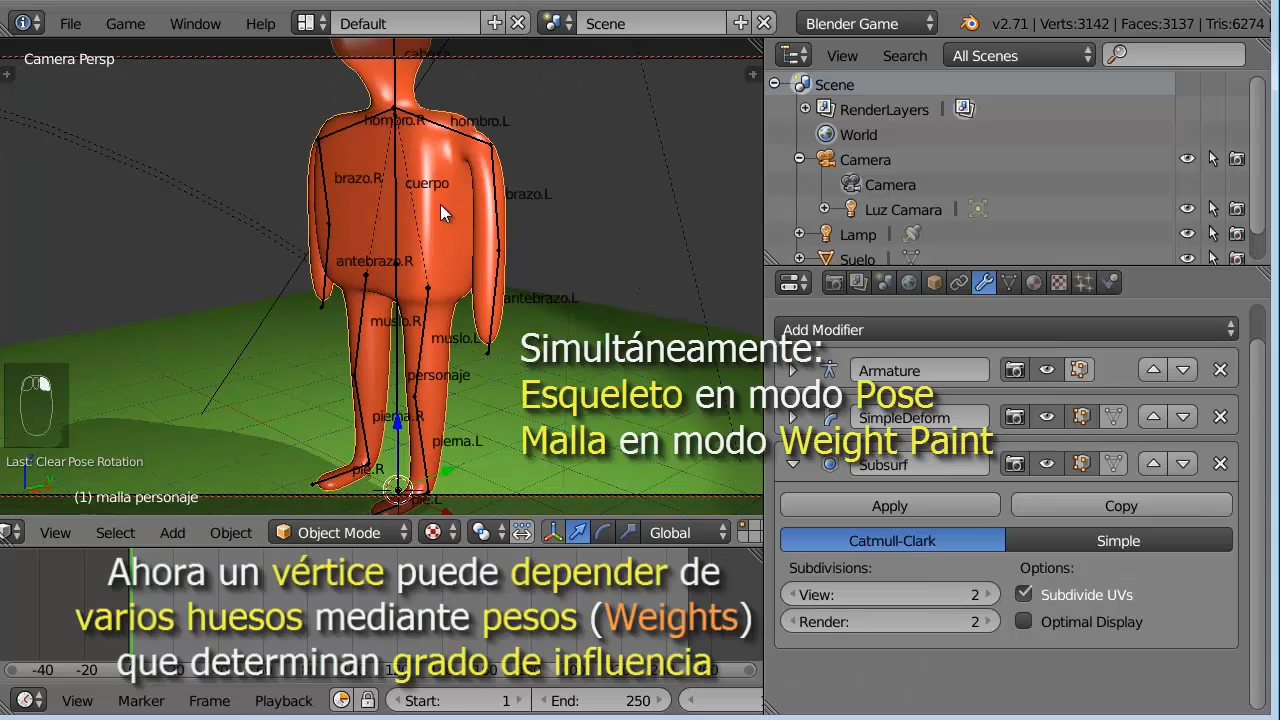 File Game Window Help Default Scene Blender Game v2.71 | Verts:3142 | Faces:3137 | Tris:6274
Camera Persp
View Search All Scenes
Scene
RenderLayers
World
Camera
Camera
Luz Camara
Lamp
Suelo
cabeza
hombro.R
hombro.L
brazo.R
cuerpo
brazo.L
antebrazo.R
antebrazo.L
muslo.R
muslo.L
personaje
pierna.R
pierna.L
pie.R
pie.L
Last: Clear Pose Rotation
(1) malla personaje
Simultáneamente:
Esqueleto en modo Pose
Malla en modo Weight Paint
Add Modifier
Armature
SimpleDeform
Subsurf
Apply Copy
Catmull-Clark Simple
Subdivisions: Options:
View: 2 Subdivide UVs
Render: 2 Optimal Display
View Select Add Object Object Mode Global
Ahora un vértice puede depender de
varios huesos mediante pesos (Weights)
que determinan grado de influencia
-40 -20
View Marker Frame Playback Start: 1 End: 250